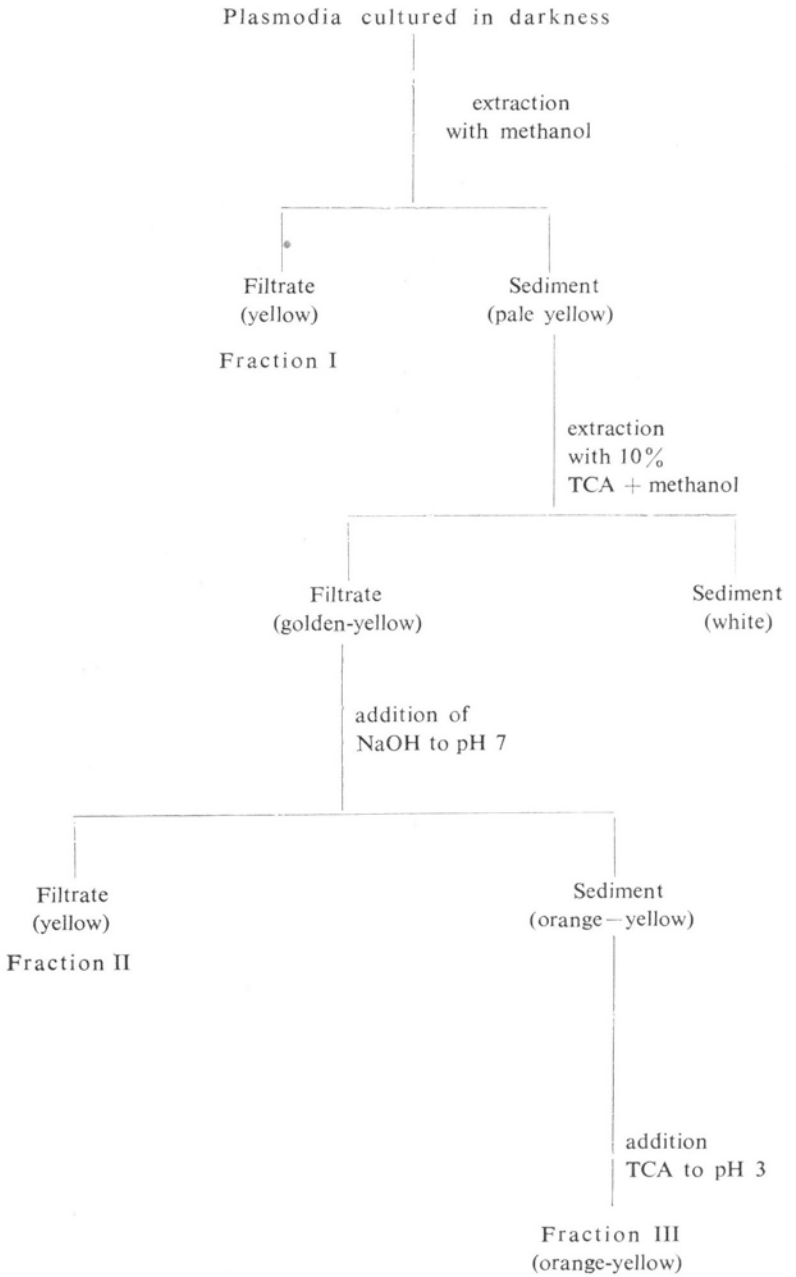 Plasmodia cultured in darkness
extraction
with methanol
Filtrate
(yellow)
Fraction I
Sediment
(pale yellow)
extraction
with 10%
TCA + methanol
Filtrate
(golden-yellow)
Sediment
(white)
addition of
NaOH to pH 7
Filtrate
(yellow)
Fraction II
Sediment
(orange—yellow)
addition
TCA to pH 3
Fraction III
(orange-yellow)